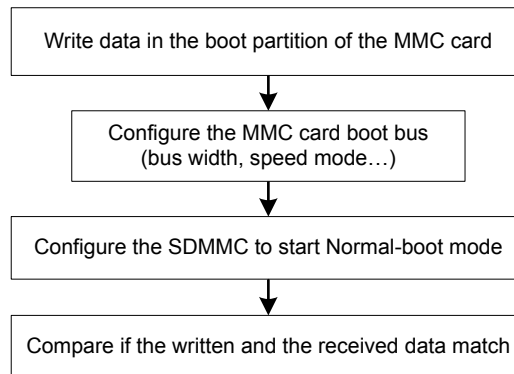 Write data in the boot partition of the MMC card
Configure the MMC card boot bus
(bus width, speed mode…)
Configure the SDMMC to start Normal-boot mode
Compare if the written and the received data match